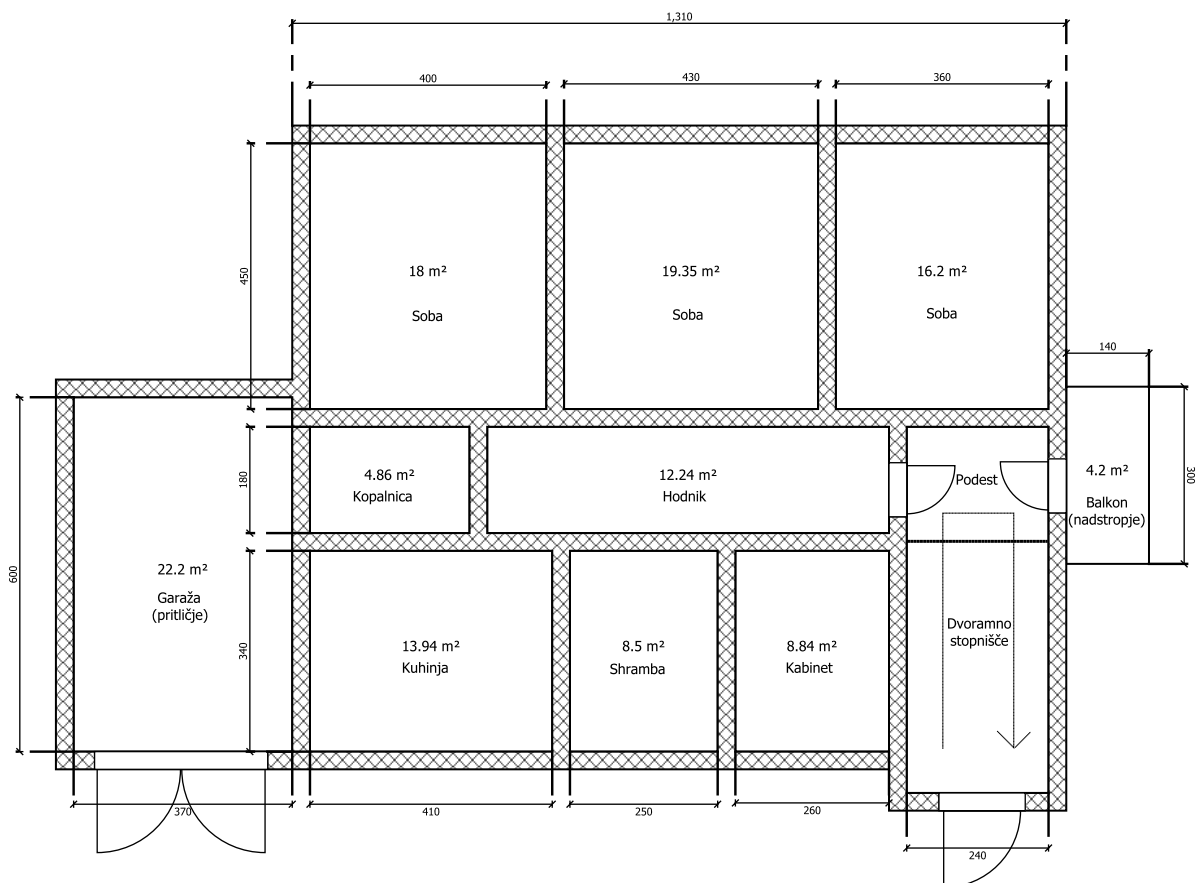 1,310
400
430
360
450
18 m²
Soba
19.35 m²
Soba
16.2 m²
Soba
140
180
4.86 m²
Kopalnica
12.24 m²
Hodnik
Podest
4.2 m²
Balkon
(nadstropje)
300
600
22.2 m²
Garaža
(pritličje)
340
13.94 m²
Kuhinja
8.5 m²
Shramba
8.84 m²
Kabinet
Dvoramno
stopnišče
370
410
250
260
240